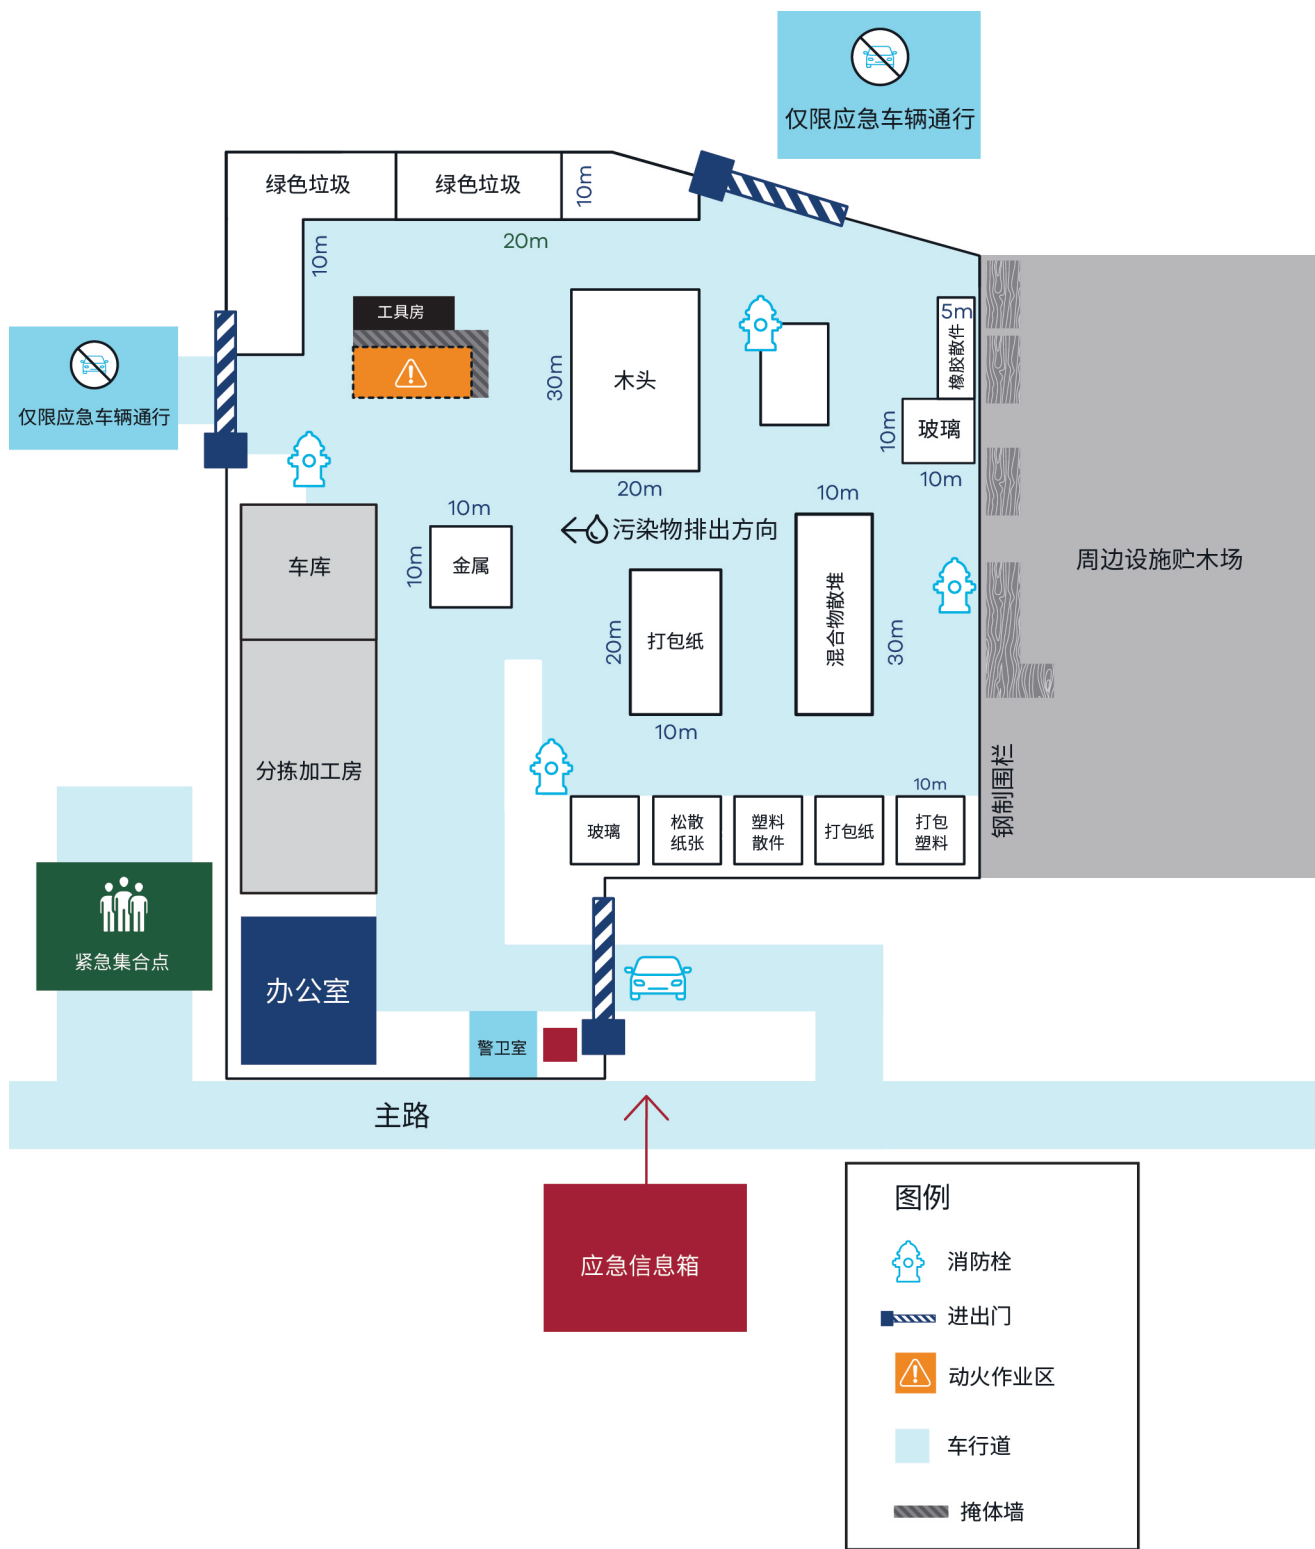 仅限应急车辆通行
绿色垃圾
绿色垃圾
10m
10m
20m
工具房
5m
橡胶散件
仅限应急车辆通行
30m
木头
20m
10m
玻璃
10m
10m
金属
10m
污染物排出方向
10m
混合物散堆
30m
周边设施贮木场
车库
20m
打包纸
10m
分拣加工房
钢制围栏
10m
玻璃
松散
纸张
塑料
散件
打包纸
打包
塑料
紧急集合点
办公室
警卫室
主路
应急信息箱
图例
消防栓
进出门
动火作业区
车行道
掩体墙